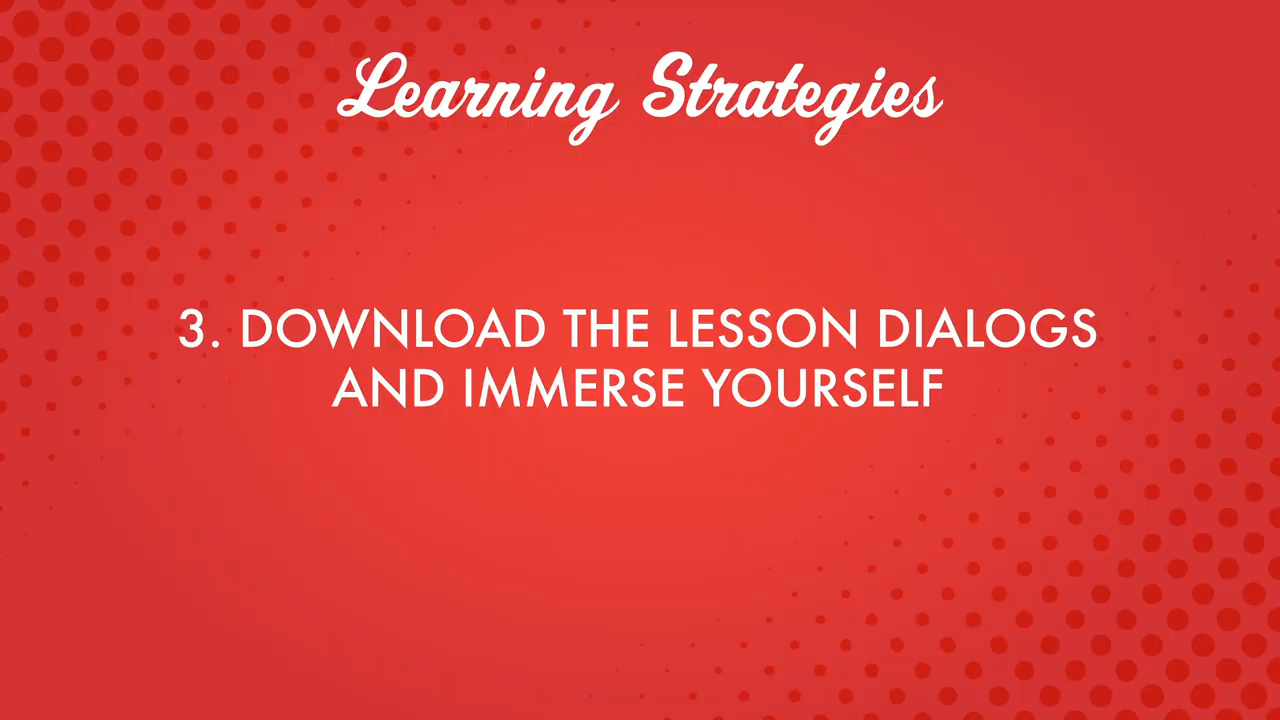 Learning Strategies
3. DOWNLOAD THE LESSON DIALOGS
AND IMMERSE YOURSELF